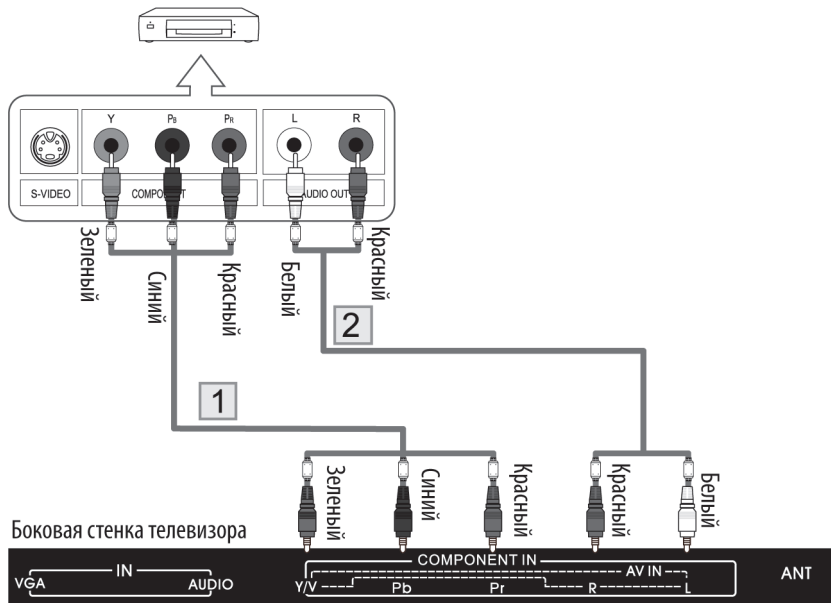 Y PB PR L R
S-VIDEO COMPONENT AUDIO OUT
Зеленый
Синий
Красный
Белый
Красный
2
1
Зеленый
Синий
Красный
Красный
Белый
Боковая стенка телевизора
COMPONENT IN
IN AV IN ANT
VGA AUDIO Y/V Pb Pr R L